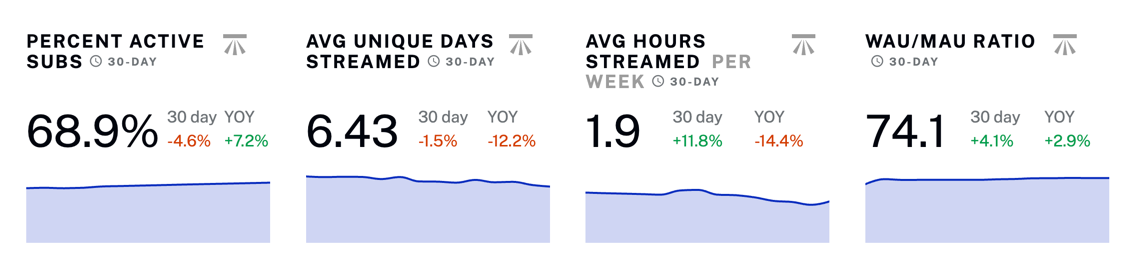 PERCENT ACTIVE
SUBS 30-DAY
68.9%
30 day YOY
-4.6% +7.2%
AVG UNIQUE DAYS
STREAMED 30-DAY
6.43
30 day YOY
-1.5% -12.2%
AVG HOURS
STREAMED PER
WEEK 30-DAY
1.9
30 day YOY
+11.8% -14.4%
WAU/MAU RATIO
30-DAY
74.1
30 day YOY
+4.1% +2.9%